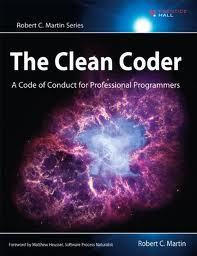 Robert C. Martin Series
PRENTICE
HALL
The Clean Coder
A Code of Conduct for Professional Programmers
Foreword by Matthew Heusser, Software Process Naturalist
Robert C. Martin